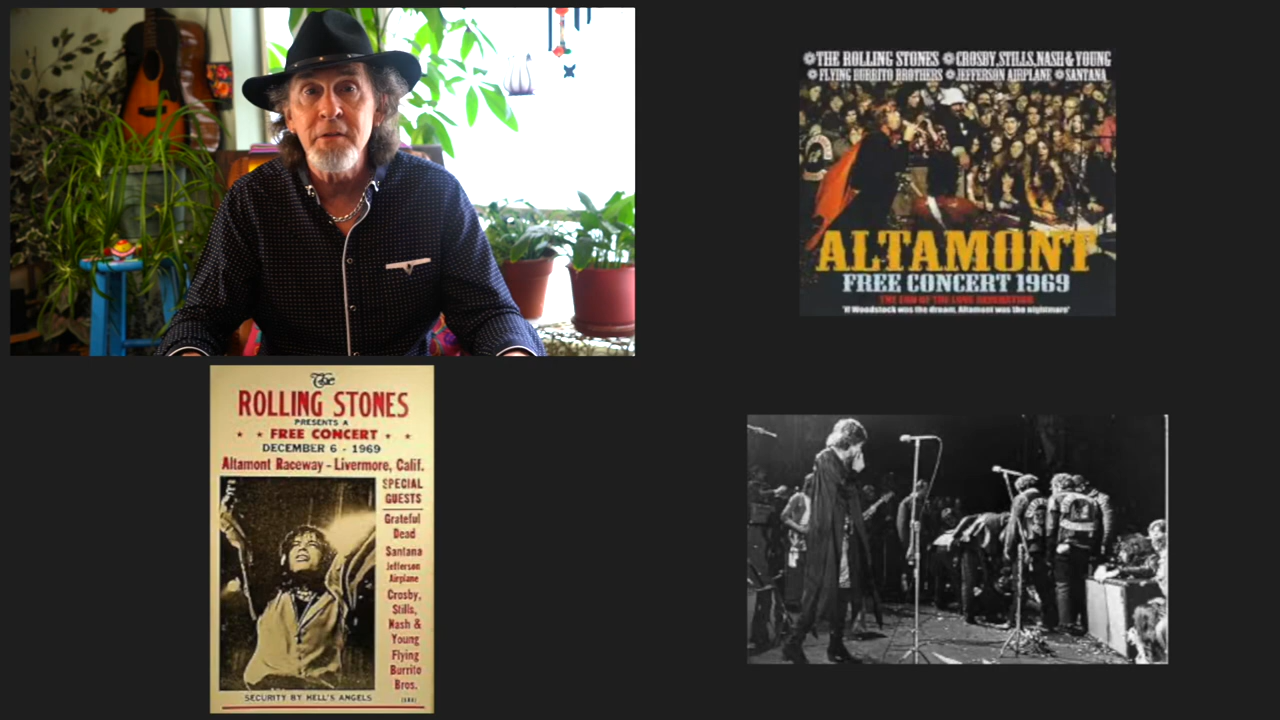 THE ROLLING STONES CROSBY, STILLS, NASH & YOUNG
FLYING BURRITO BROTHERS JEFFERSON AIRPLANE SANTANA
ALTAMONT
FREE CONCERT 1969
THE END OF THE LONG GENERATION
'If Woodstock was the dream, Altamont was the nightmare'
The
ROLLING STONES
PRESENTS A
FREE CONCERT
DECEMBER 6 - 1969
Altamont Raceway - Livermore, Calif.
SPECIAL
GUESTS
Grateful
Dead
Santana
Jefferson
Airplane
Crosby,
Stills,
Nash &
Young
Flying
Burrito
Bros.
SECURITY BY HELL'S ANGELS